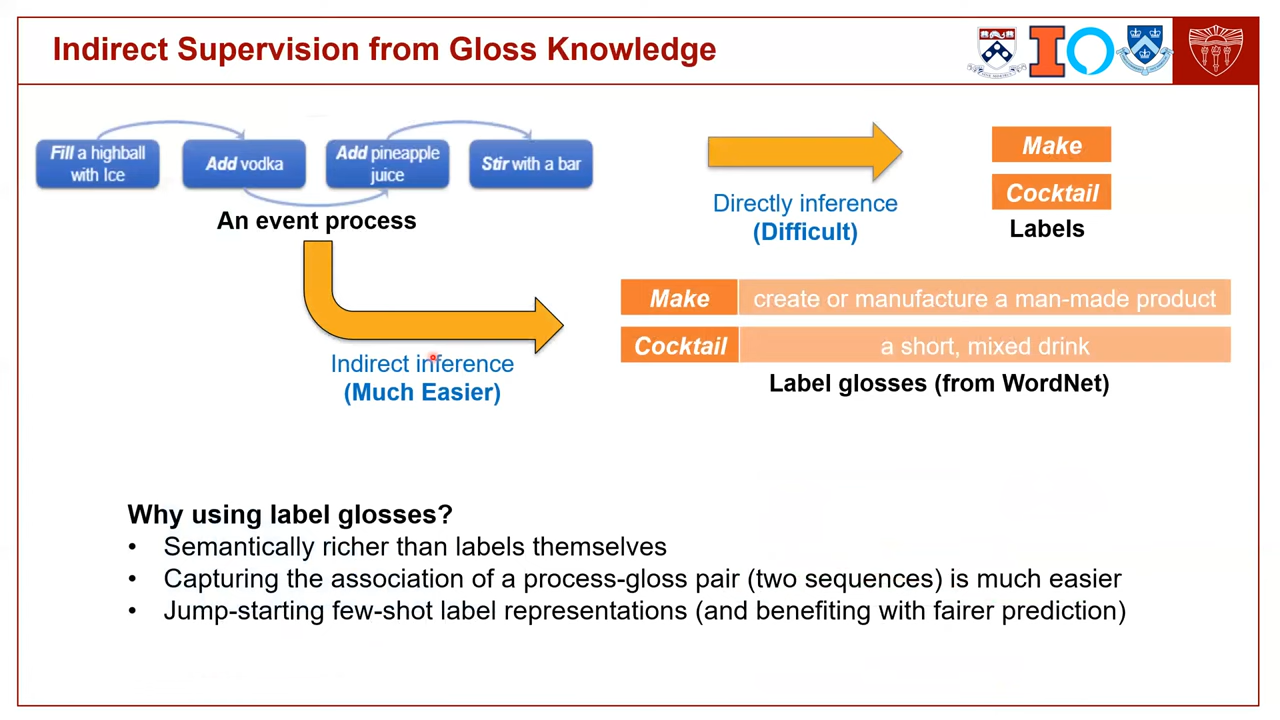 Indirect Supervision from Gloss Knowledge
Fill a highball
with Ice
Add vodka
Add pineapple
juice
Stir with a bar
An event process
Directly inference
(Difficult)
Make
Cocktail
Labels
Indirect inference
(Much Easier)
Make create or manufacture a man-made product
Cocktail a short, mixed drink
Label glosses (from WordNet)
Why using label glosses?
• Semantically richer than labels themselves
• Capturing the association of a process-gloss pair (two sequences) is much easier
• Jump-starting few-shot label representations (and benefiting with fairer prediction)